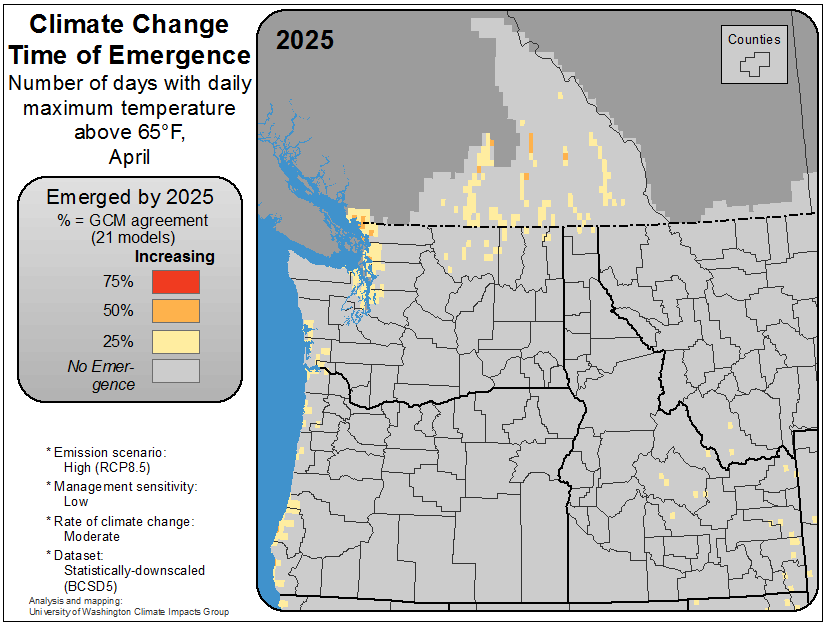 Climate Change
Time of Emergence
Number of days with daily
maximum temperature
above 65°F,
April
Emerged by 2025
% = GCM agreement
(21 models)
Increasing
75%
50%
25%
No Emer-
gence
* Emission scenario:
High (RCP8.5)
* Management sensitivity:
Low
* Rate of climate change:
Moderate
* Dataset:
Statistically-downscaled
(BCSD5)
Analysis and mapping:
University of Washington Climate Impacts Group
2025
Counties